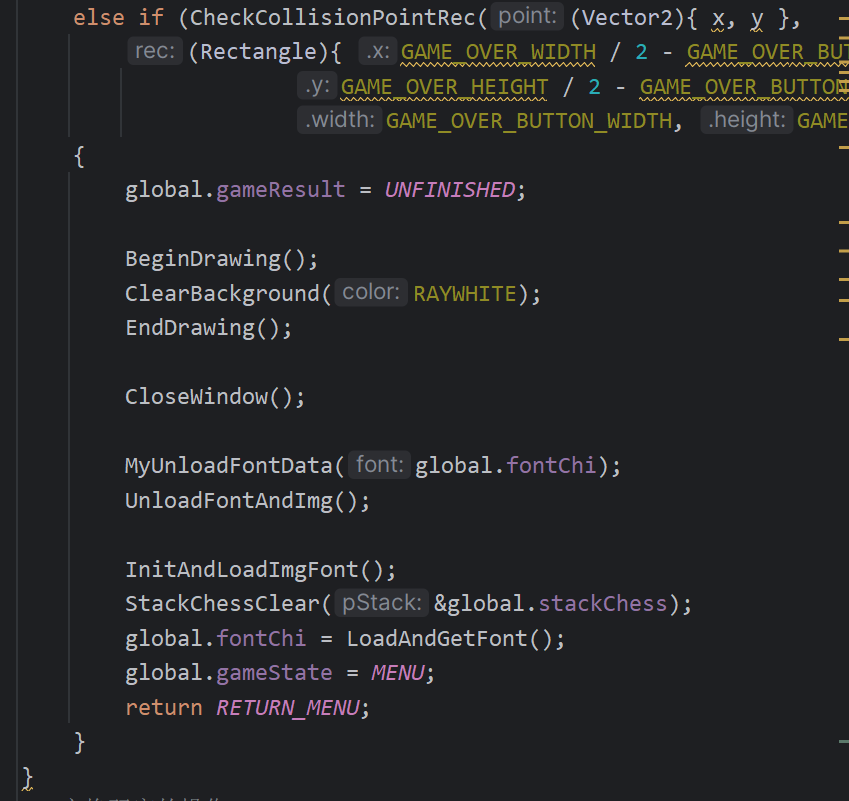 else if (CheckCollisionPointRec( point: (Vector2){ x, y },
rec: (Rectangle){ .x: GAME_OVER_WIDTH / 2 - GAME_OVER_BUT
.y: GAME_OVER_HEIGHT / 2 - GAME_OVER_BUTTON
.width: GAME_OVER_BUTTON_WIDTH, .height: GAME
{
global.gameResult = UNFINISHED;
BeginDrawing();
ClearBackground( color: RAYWHITE);
EndDrawing();
CloseWindow();
MyUnloadFontData( font: global.fontChi);
UnloadFontAndImg();
InitAndLoadImgFont();
StackChessClear( pStack: &global.stackChess);
global.fontChi = LoadAndGetFont();
global.gameState = MENU;
return RETURN_MENU;
}
}